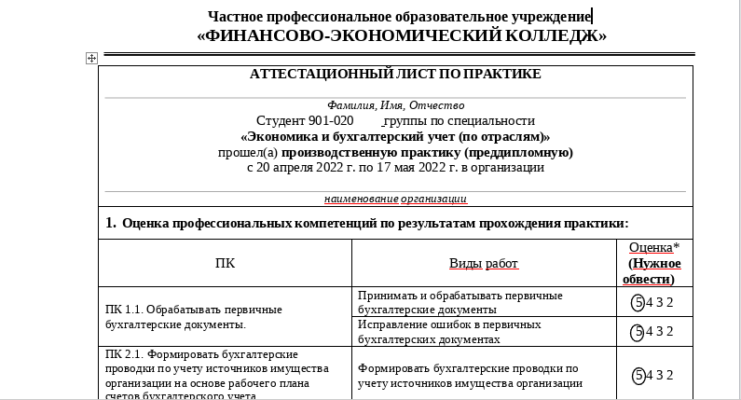 Частное профессиональное образовательное учреждение
«ФИНАНСОВО-ЭКОНОМИЧЕСКИЙ КОЛЛЕДЖ»
АТТЕСТАЦИОННЫЙ ЛИСТ ПО ПРАКТИКЕ
Фамилия, Имя, Отчество
Студент 901-020 _группы по специальности
«Экономика и бухгалтерский учет (по отраслям)»
прошел(а) производственную практику (преддипломную)
с 20 апреля 2022 г. по 17 мая 2022 г. в организации
наименование организации
1. Оценка профессиональных компетенций по результатам прохождения практики:
ПК
Виды работ
Оценка*
(Нужное
обвести)
ПК 1.1. Обрабатывать первичные
бухгалтерские документы.
Принимать и обрабатывать первичные
бухгалтерские документы
5 4 3 2
Исправление ошибок в первичных
бухгалтерских документах
5 4 3 2
ПК 2.1. Формировать бухгалтерские
проводки по учету источников имущества
организации на основе рабочего плана
счетов бухгалтерского учета
Формировать бухгалтерские проводки по
учету источников имущества организации
5 4 3 2